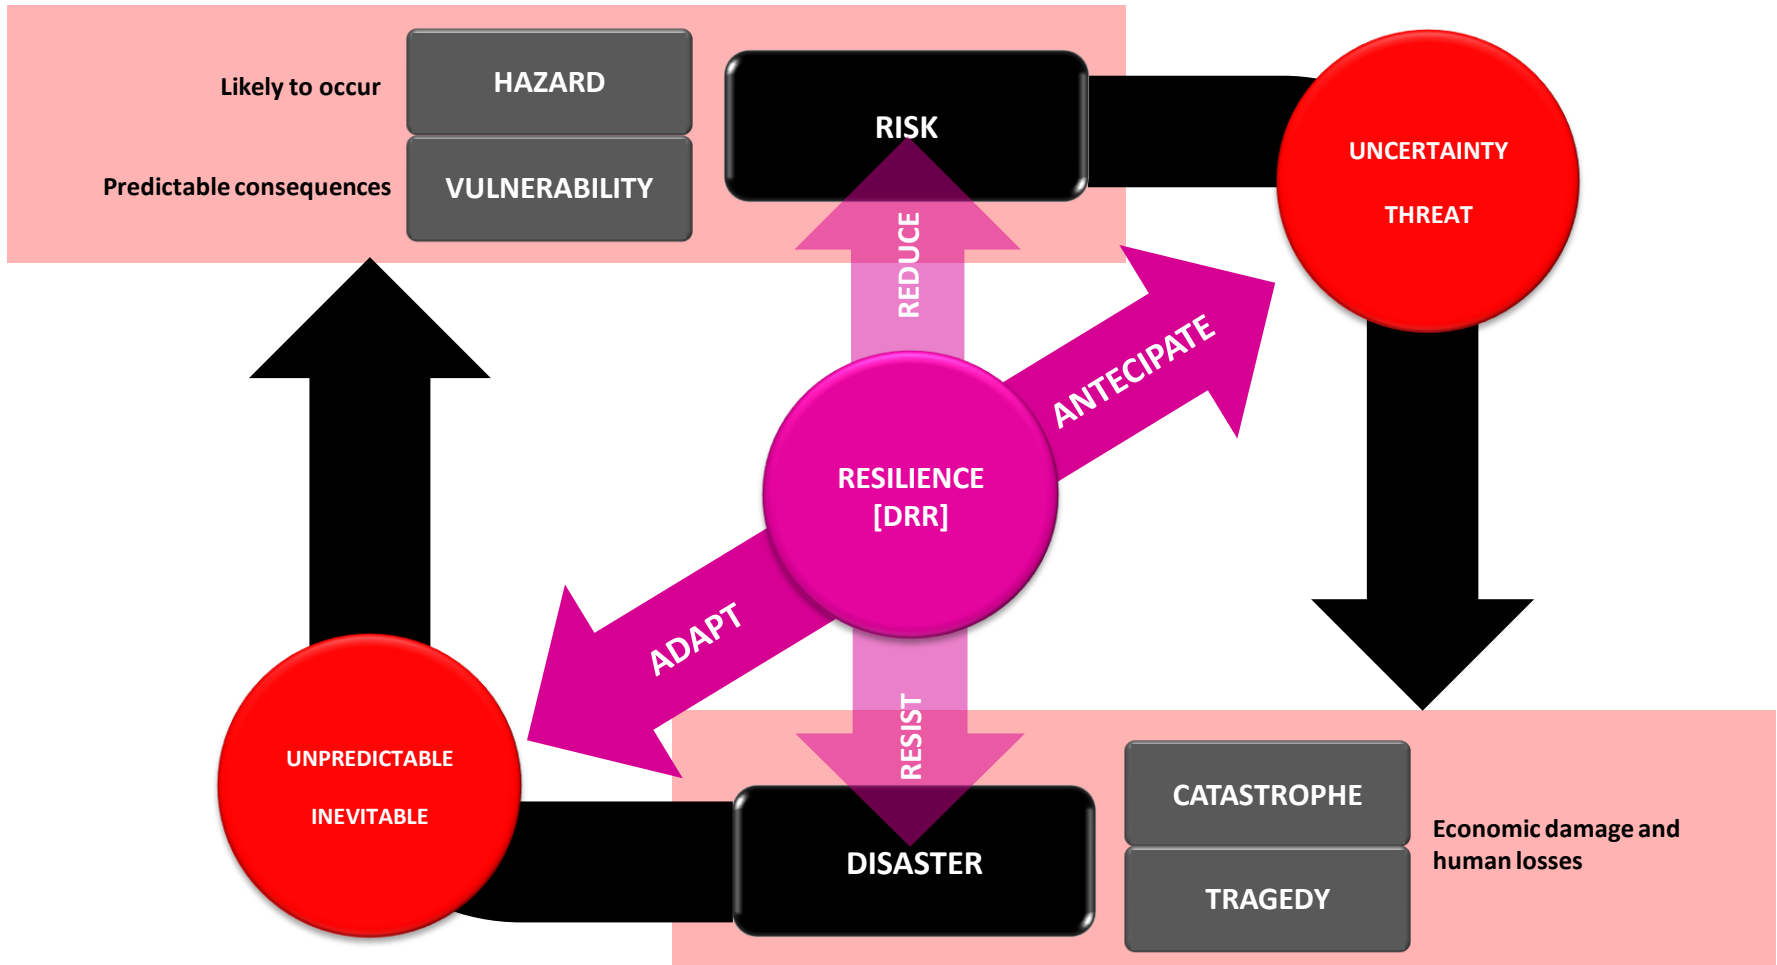 Likely to occur
HAZARD
RISK
Predictable consequences
VULNERABILITY
UNCERTAINTY
THREAT
REDUCE
ANTECIPATE
RESILIENCE
[DRR]
ADAPT
RESIST
UNPREDICTABLE
INEVITABLE
DISASTER
CATASTROPHE
TRAGEDY
Economic damage and
human losses